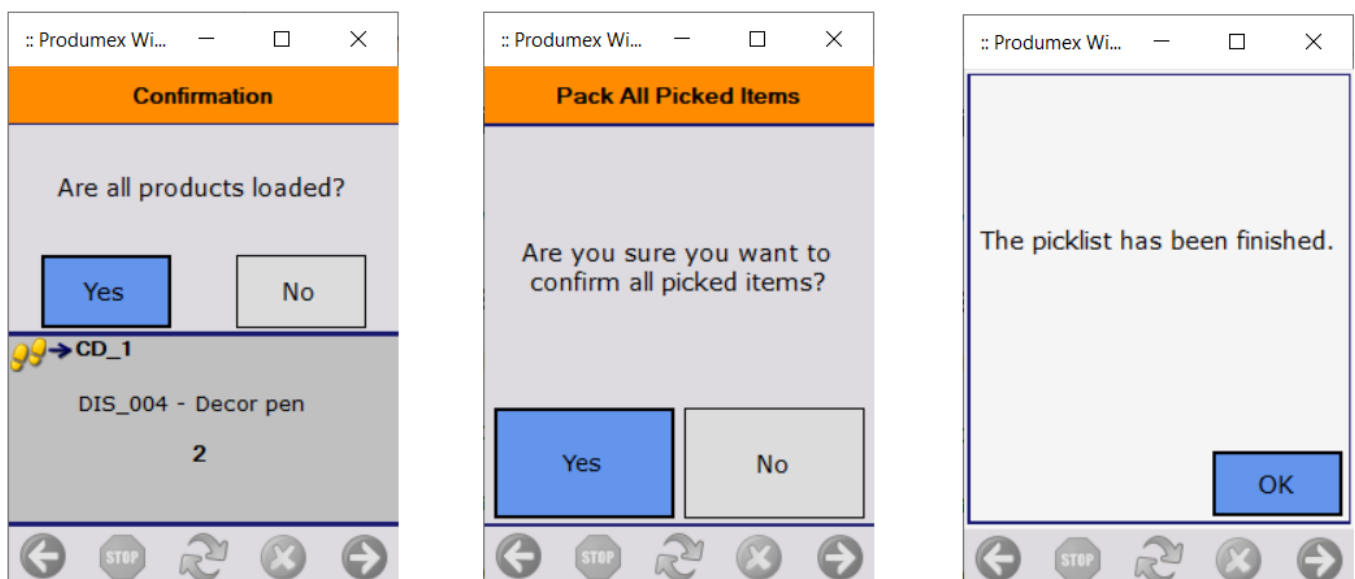 :: Produmex Wi...
Confirmation
Are all products loaded?
Yes
No
CD_1
DIS_004 - Decor pen
2
STOP
:: Produmex Wi...
Pack All Picked Items
Are you sure you want to
confirm all picked items?
Yes
No
STOP
:: Produmex Wi...
The picklist has been finished.
OK
STOP